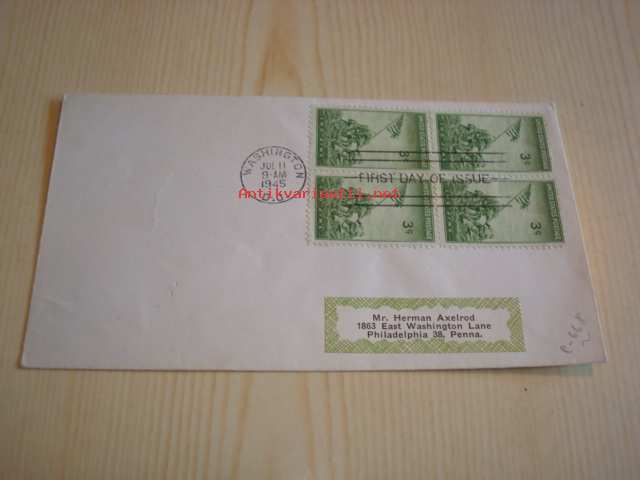 WASHINGTON
JUL 11
9-AM
1945
D.C.
FIRST DAY OF ISSUE
3¢
3¢
3¢
3¢
Antikvariaatti.net
Mr. Herman Axelrod
1863 East Washington Lane
Philadelphia 38, Penna.